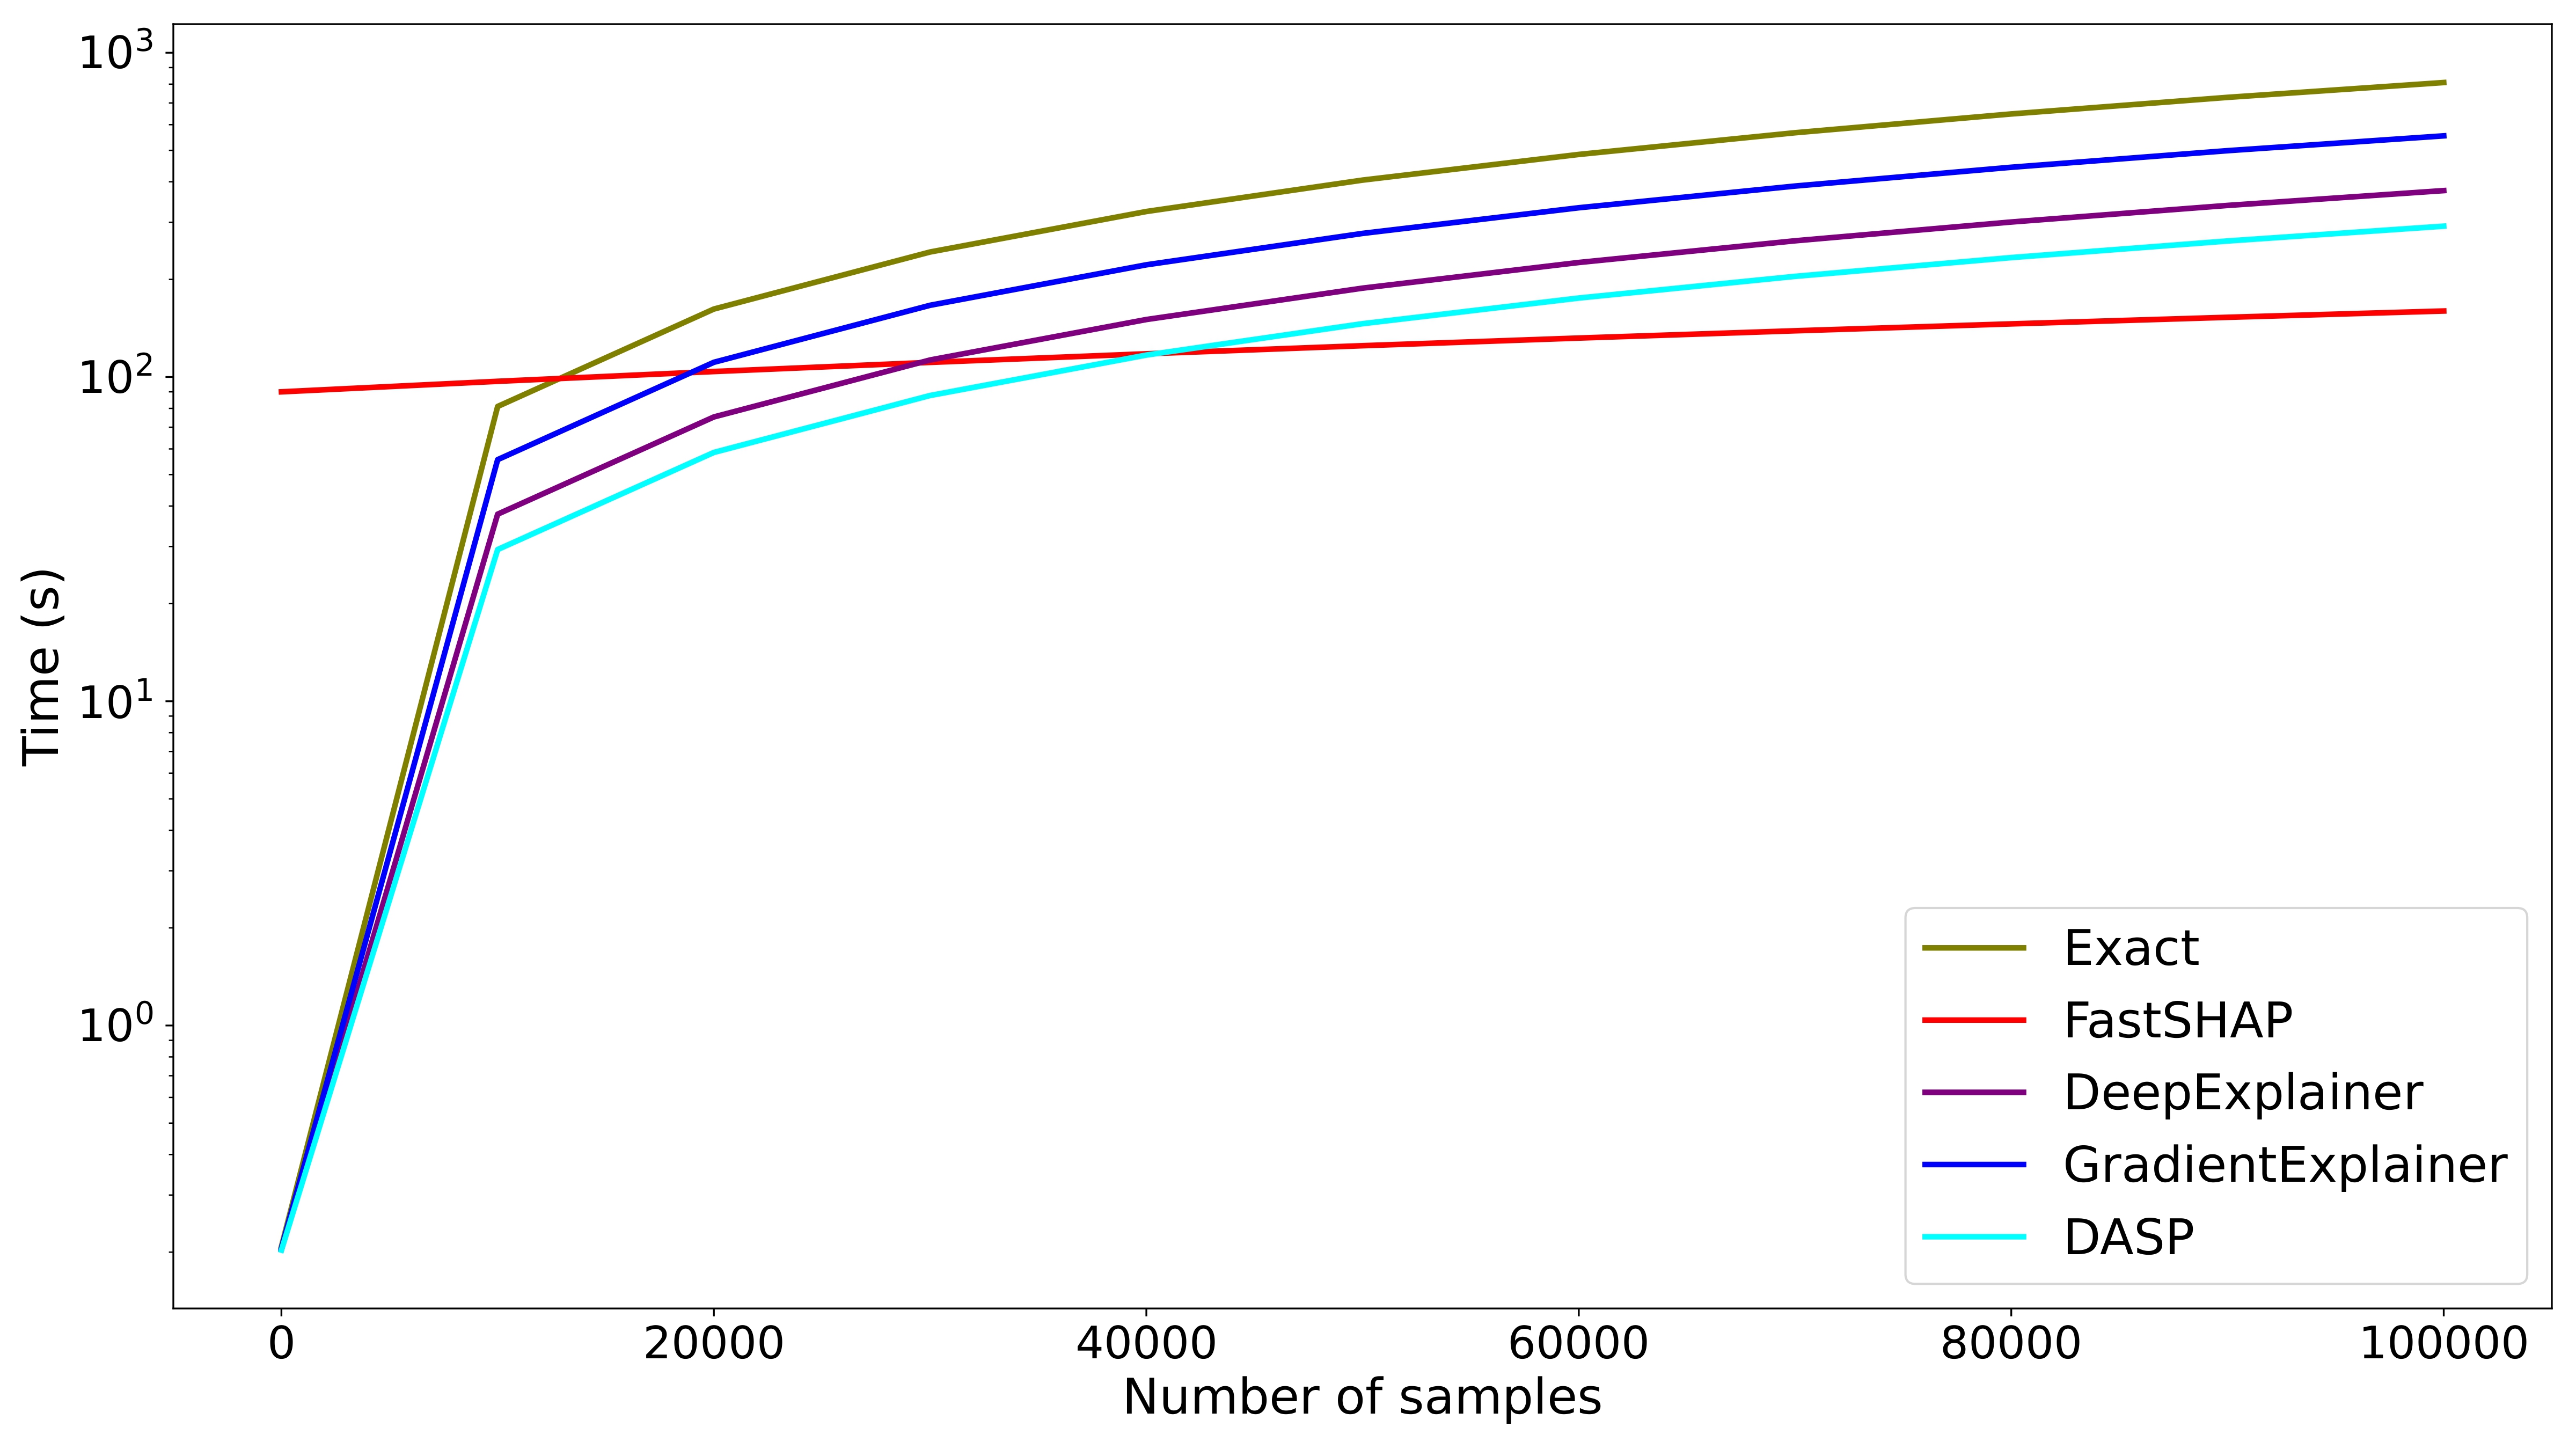 10³
10²
10¹
10⁰
Time (s)
0
20000
40000
60000
80000
100000
Number of samples
Exact
FastSHAP
DeepExplainer
GradientExplainer
DASP